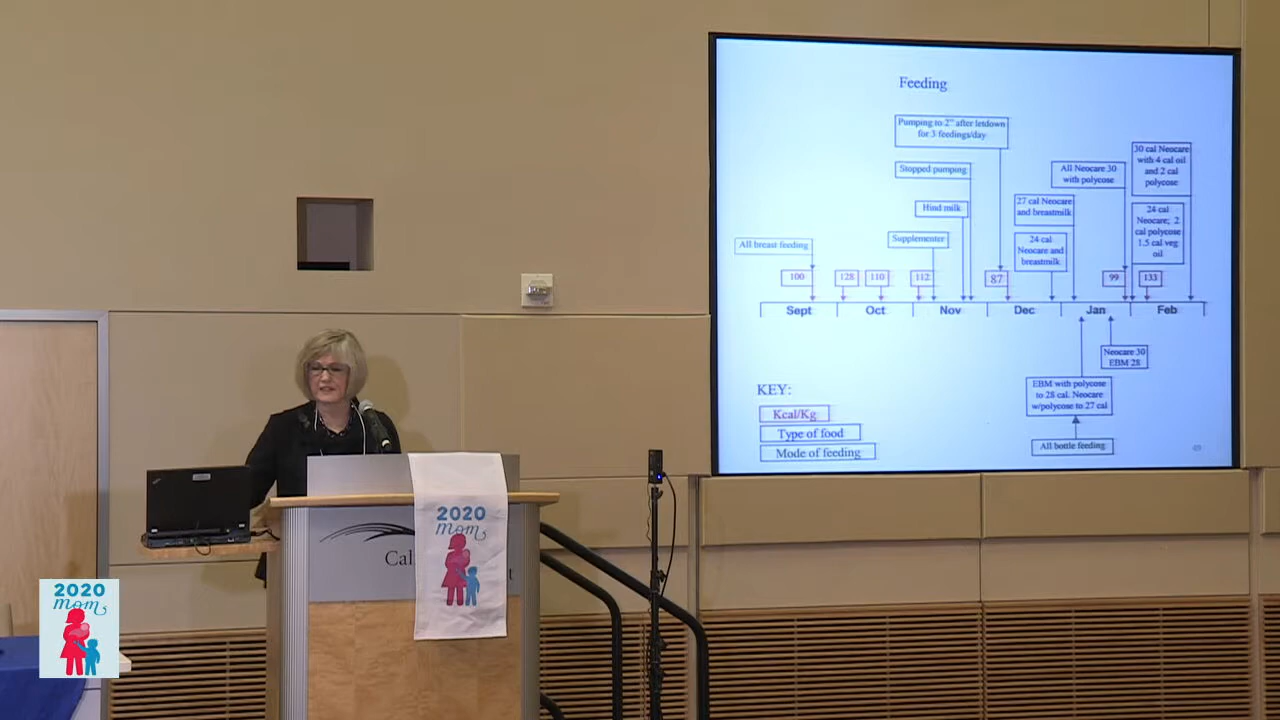 Feeding
Pumping to 2" after letdown
for 3 feedings/day
Stopped pumping
All Neocare 30
with polycose
30 cal Neocare
with 4 cal oil
and 2 cal
polycose
Hind milk
27 cal Neocare
and breastmilk
24 cal
Neocare; 2
cal polycose
1.5 cal veg
oil
All breast feeding
Supplementer
24 cal
Neocare and
breastmilk
100
128
110
112
87
99
133
Sept
Oct
Nov
Dec
Jan
Feb
Neocare 30
EBM 28
EBM with polycose
to 28 cal. Neocare
w/polycose to 27 cal
All bottle feeding
KEY:
Kcal/Kg
Type of food
Mode of feeding
2020
mom
Cal
t
2020
mom